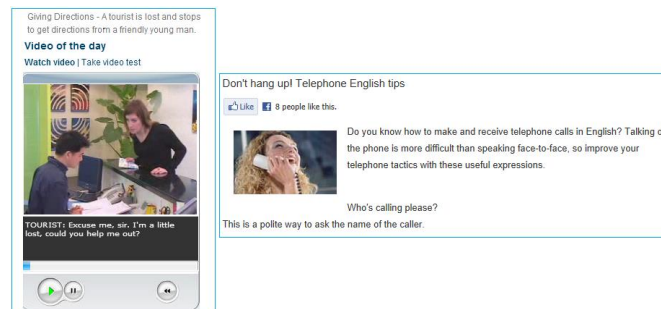 Giving Directions - A tourist is lost and stops
to get directions from a friendly young man.
Video of the day
Watch video | Take video test
TOURIST: Excuse me, sir. I'm a little
lost, could you help me out?
Don't hang up! Telephone English tips
Like
8 people like this.
Do you know how to make and receive telephone calls in English? Talking
the phone is more difficult than speaking face-to-face, so improve your
telephone tactics with these useful expressions.
Who's calling please?
This is a polite way to ask the name of the caller.